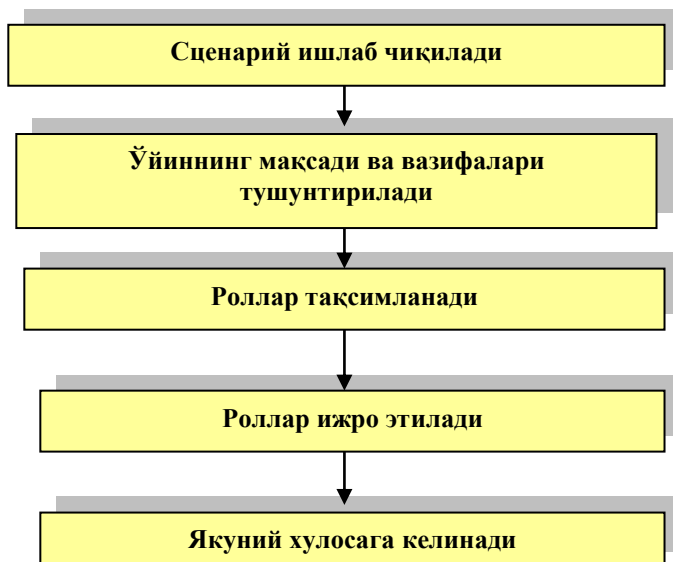 Сценарий ишлаб чиқилади
Ўйиннинг мақсади ва вазифалари
тушунтирилади
Роллар тақсимланади
Роллар ижро этилади
Якуний хулосага келинади